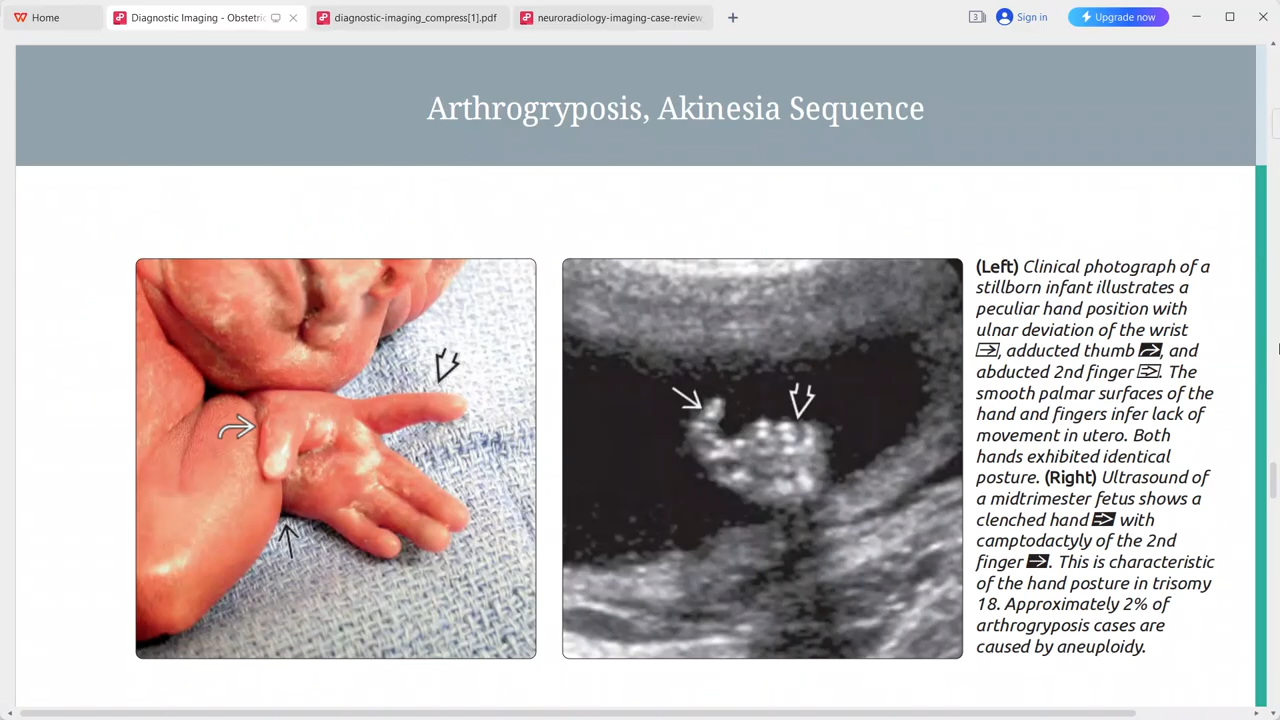 Home
Diagnostic Imaging - Obstetric
diagnostic-imaging_compress[1].pdf
neuroradiology-imaging-case-review
Sign in
Upgrade now
Arthrogryposis, Akinesia Sequence
(Left) Clinical photograph of a
stillborn infant illustrates a
peculiar hand position with
ulnar deviation of the wrist
, adducted thumb , and
abducted 2nd finger . The
smooth palmar surfaces of the
hand and fingers infer lack of
movement in utero. Both
hands exhibited identical
posture. (Right) Ultrasound of
a midtrimester fetus shows a
clenched hand with
camptodactyly of the 2nd
finger . This is characteristic
of the hand posture in trisomy
18. Approximately 2% of
arthrogryposis cases are
caused by aneuploidy.